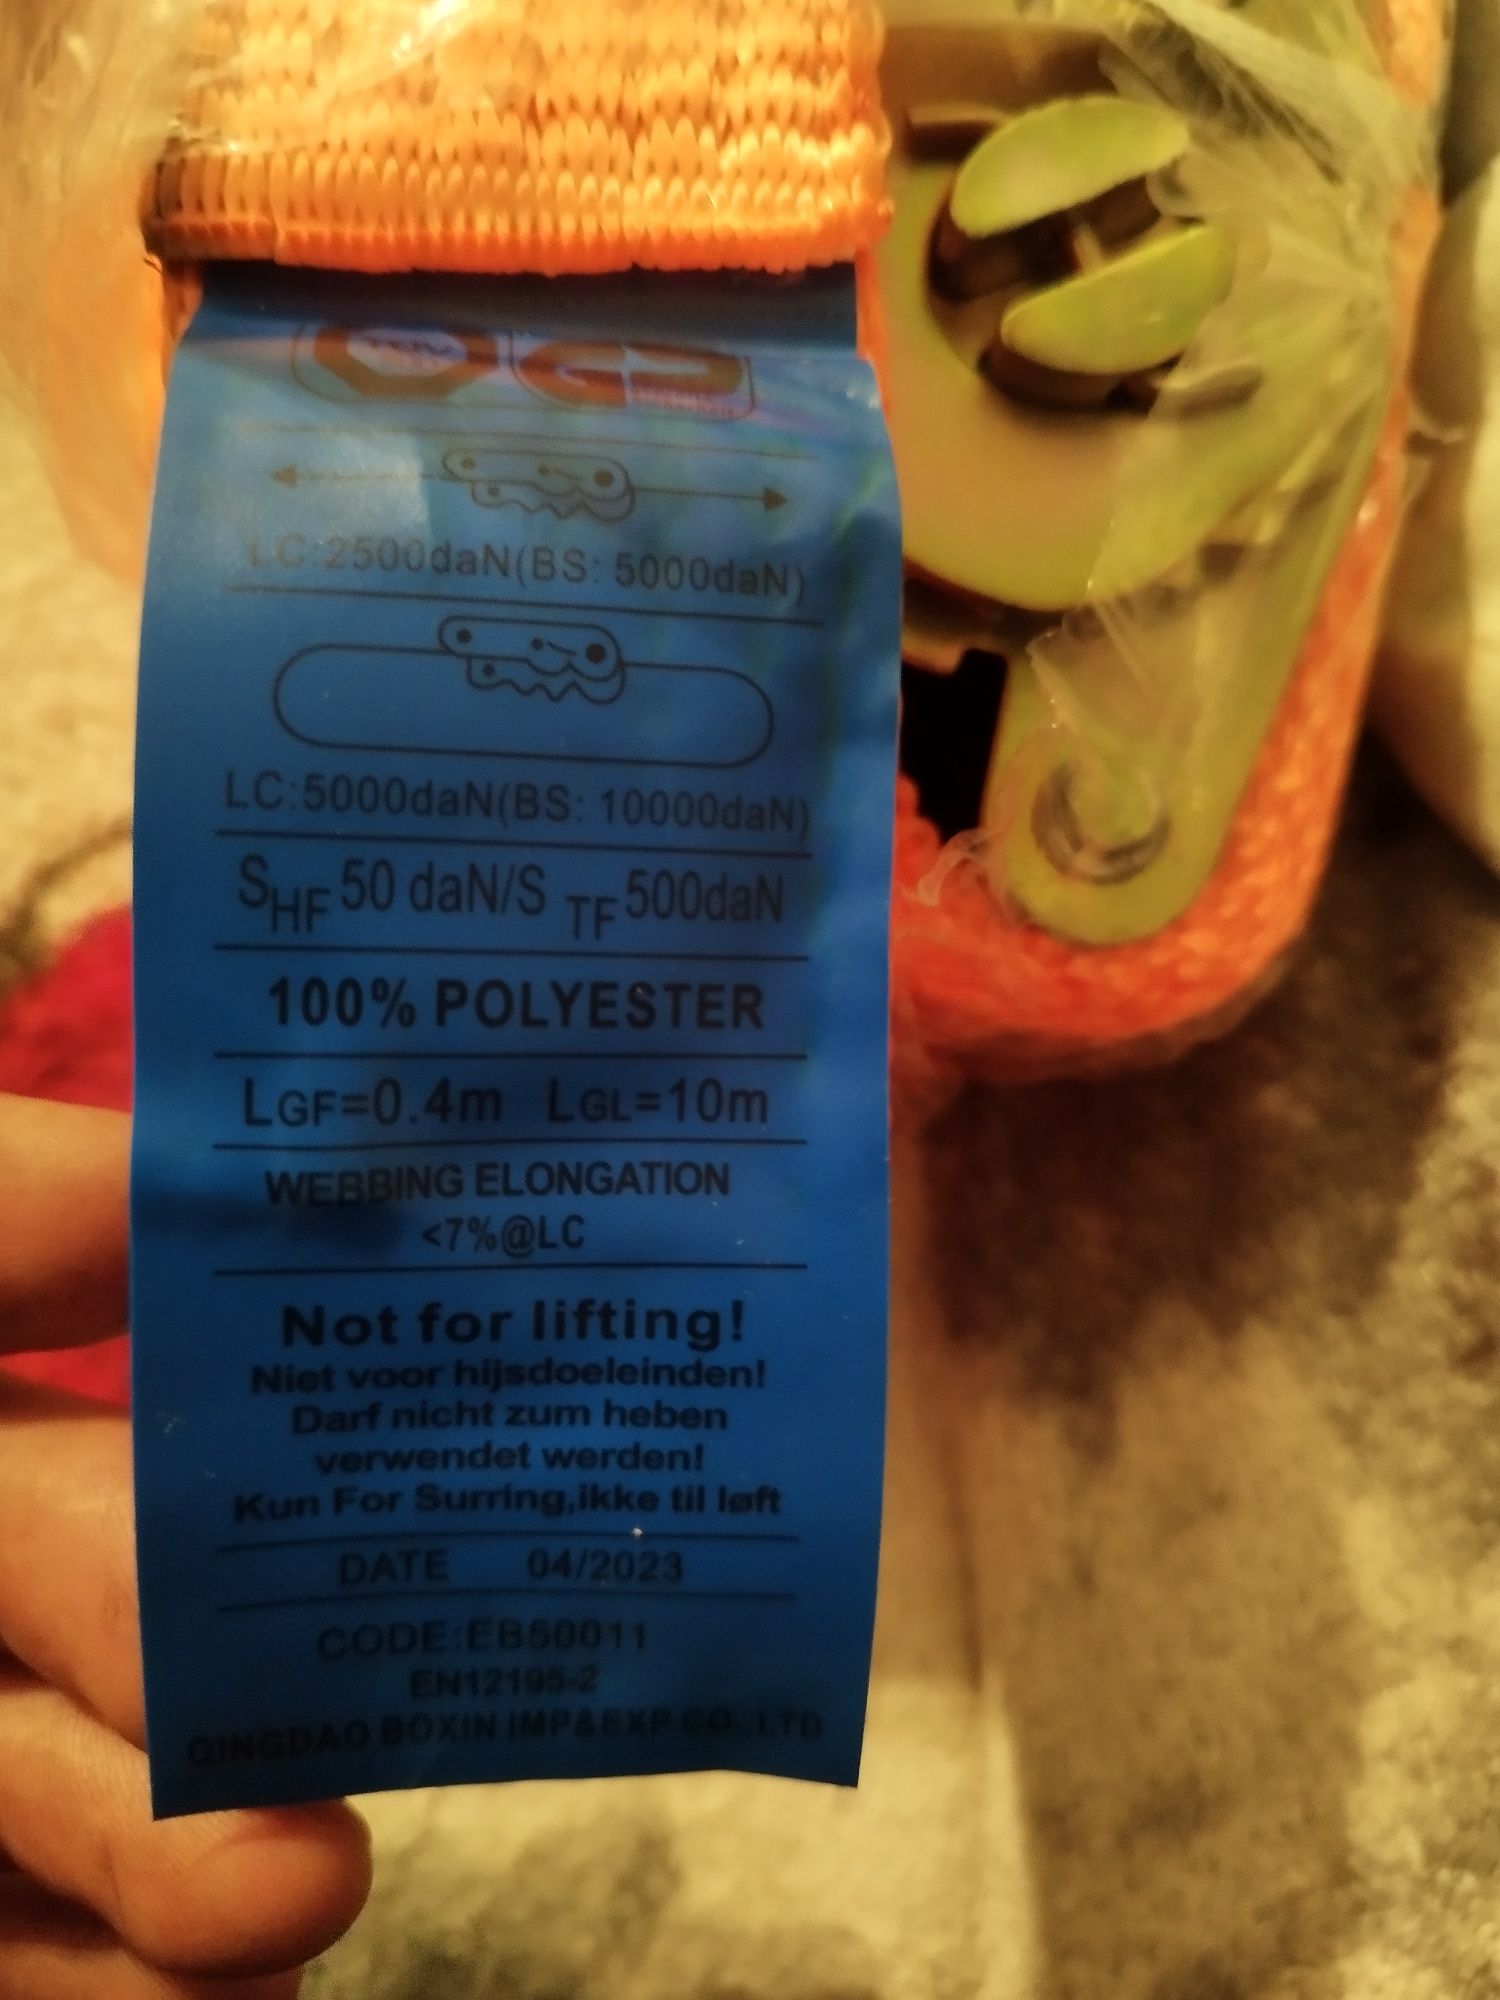 LC:2500daN(BS: 5000daN)
LC:5000daN(BS: 10000daN)
SHF 50 daN/S TF 500daN
100% POLYESTER
LGF=0.4m LGL=10m
WEBBING ELONGATION
<7%@LC
Not for lifting!
Niet voor hijsdoeleinden!
Darf nicht zum heben
verwendet werden!
Kun For Surring,ikke til løft
DATE 04/2023
CODE:EB50011
EN12195-2
QINGDAO BOXIN IMP&EXP CO.,LTD